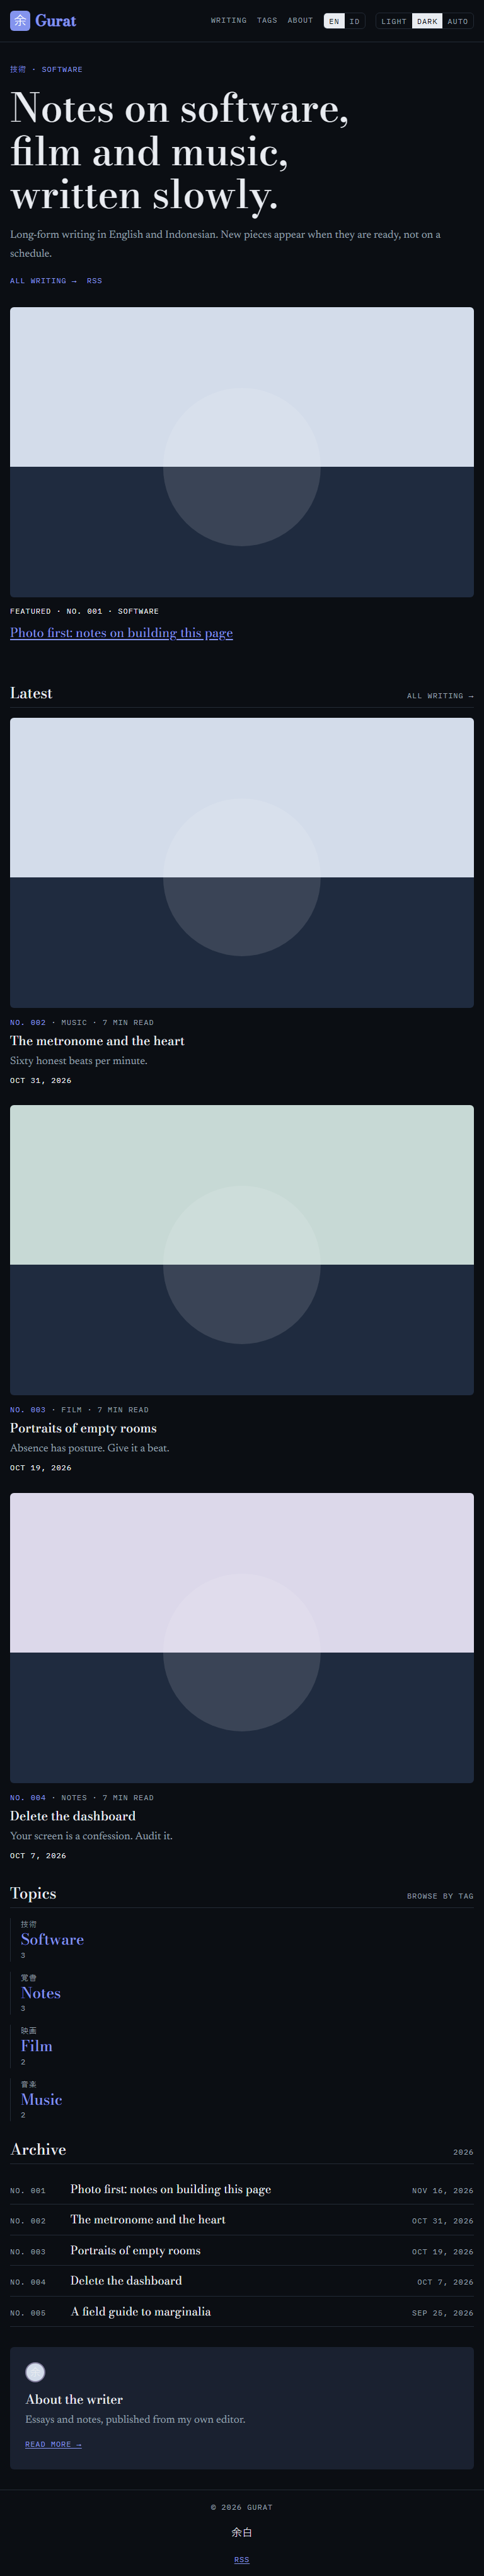 余 Gurat
WRITING TAGS ABOUT EN ID LIGHT DARK AUTO
技術 · SOFTWARE
Notes on software,
film and music,
written slowly.
Long-form writing in English and Indonesian. New pieces appear when they are ready, not on a
schedule.
ALL WRITING → RSS
FEATURED · NO. 001 · SOFTWARE
Photo first: notes on building this page
Latest
ALL WRITING →
NO. 002 · MUSIC · 7 MIN READ
The metronome and the heart
Sixty honest beats per minute.
OCT 31, 2026
NO. 003 · FILM · 7 MIN READ
Portraits of empty rooms
Absence has posture. Give it a beat.
OCT 19, 2026
NO. 004 · NOTES · 7 MIN READ
Delete the dashboard
Your screen is a confession. Audit it.
OCT 7, 2026
Topics
BROWSE BY TAG
技術
Software
3
覚書
Notes
3
映画
Film
2
音楽
Music
2
Archive
2026
NO. 001 Photo first: notes on building this page NOV 16, 2026
NO. 002 The metronome and the heart OCT 31, 2026
NO. 003 Portraits of empty rooms OCT 19, 2026
NO. 004 Delete the dashboard OCT 7, 2026
NO. 005 A field guide to marginalia SEP 25, 2026
About the writer
Essays and notes, published from my own editor.
READ MORE →
© 2026 GURAT
余白
RSS